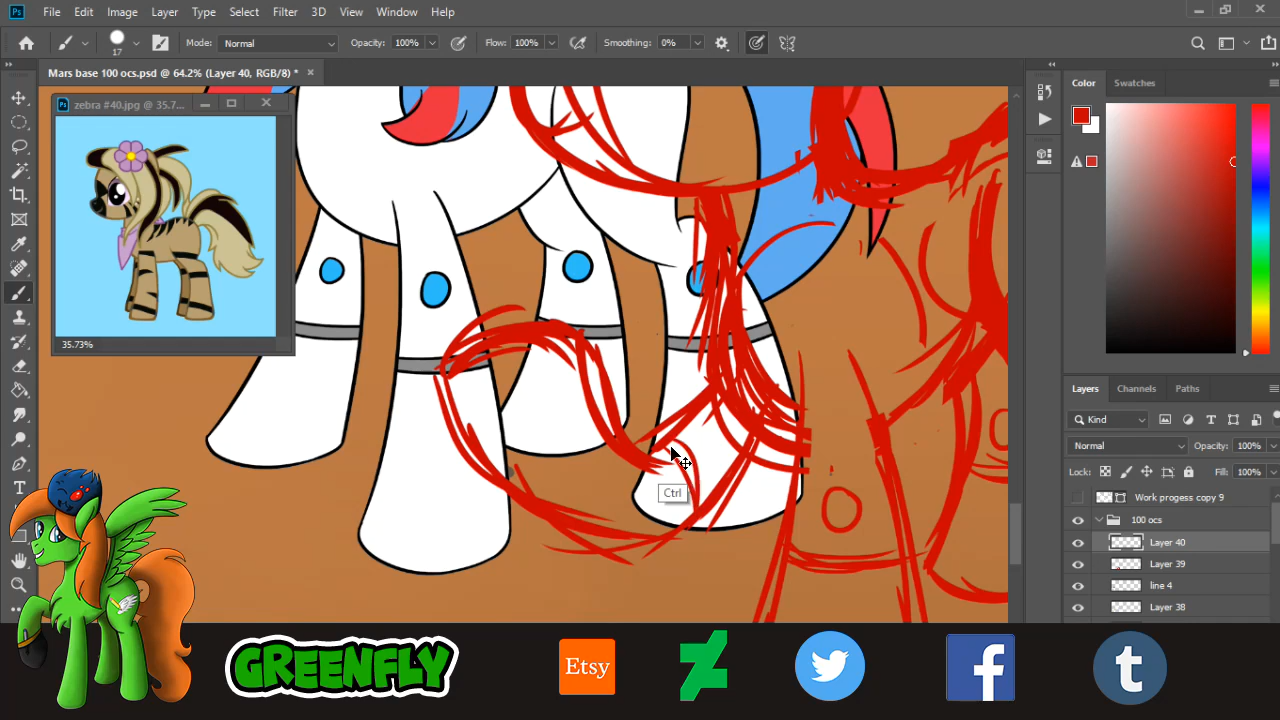 Ps File Edit Image Layer Type Select Filter 3D View Window Help
17 Mode: Normal Opacity: 100% Flow: 100% Smoothing: 0%
Mars base 100 ocs.psd @ 64.2% (Layer 40, RGB/8) *
Ps zebra #40.jpg @ 35.7...
35.73%
Ctrl
Color Swatches
Layers Channels Paths
Kind
Normal Opacity: 100%
Lock: Fill: 100%
Work progess copy 9
100 ocs
Layer 40
Layer 39
line 4
Layer 38
GREENFLY
Etsy
f
t